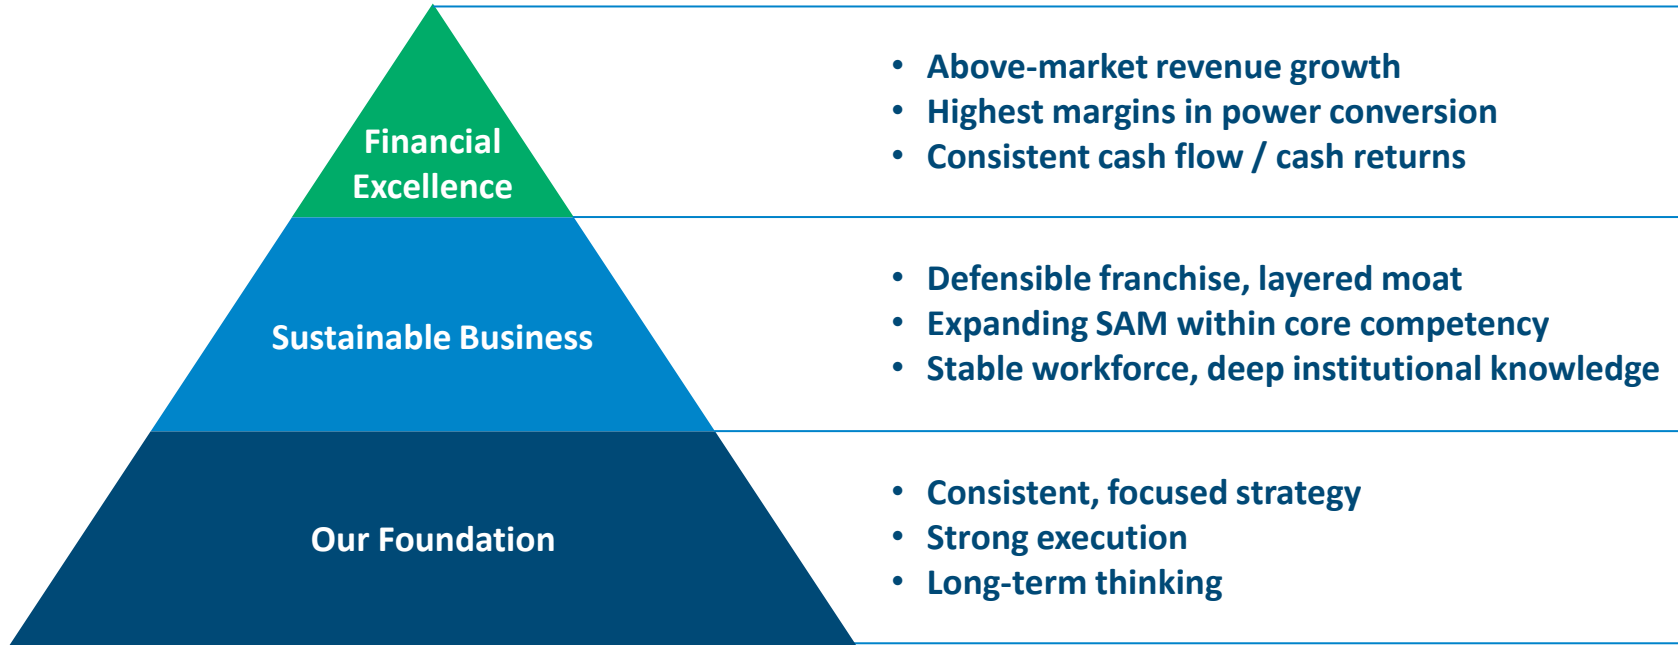 Financial
Excellence
• Above-market revenue growth
• Highest margins in power conversion
• Consistent cash flow / cash returns
Sustainable Business
• Defensible franchise, layered moat
• Expanding SAM within core competency
• Stable workforce, deep institutional knowledge
Our Foundation
• Consistent, focused strategy
• Strong execution
• Long-term thinking